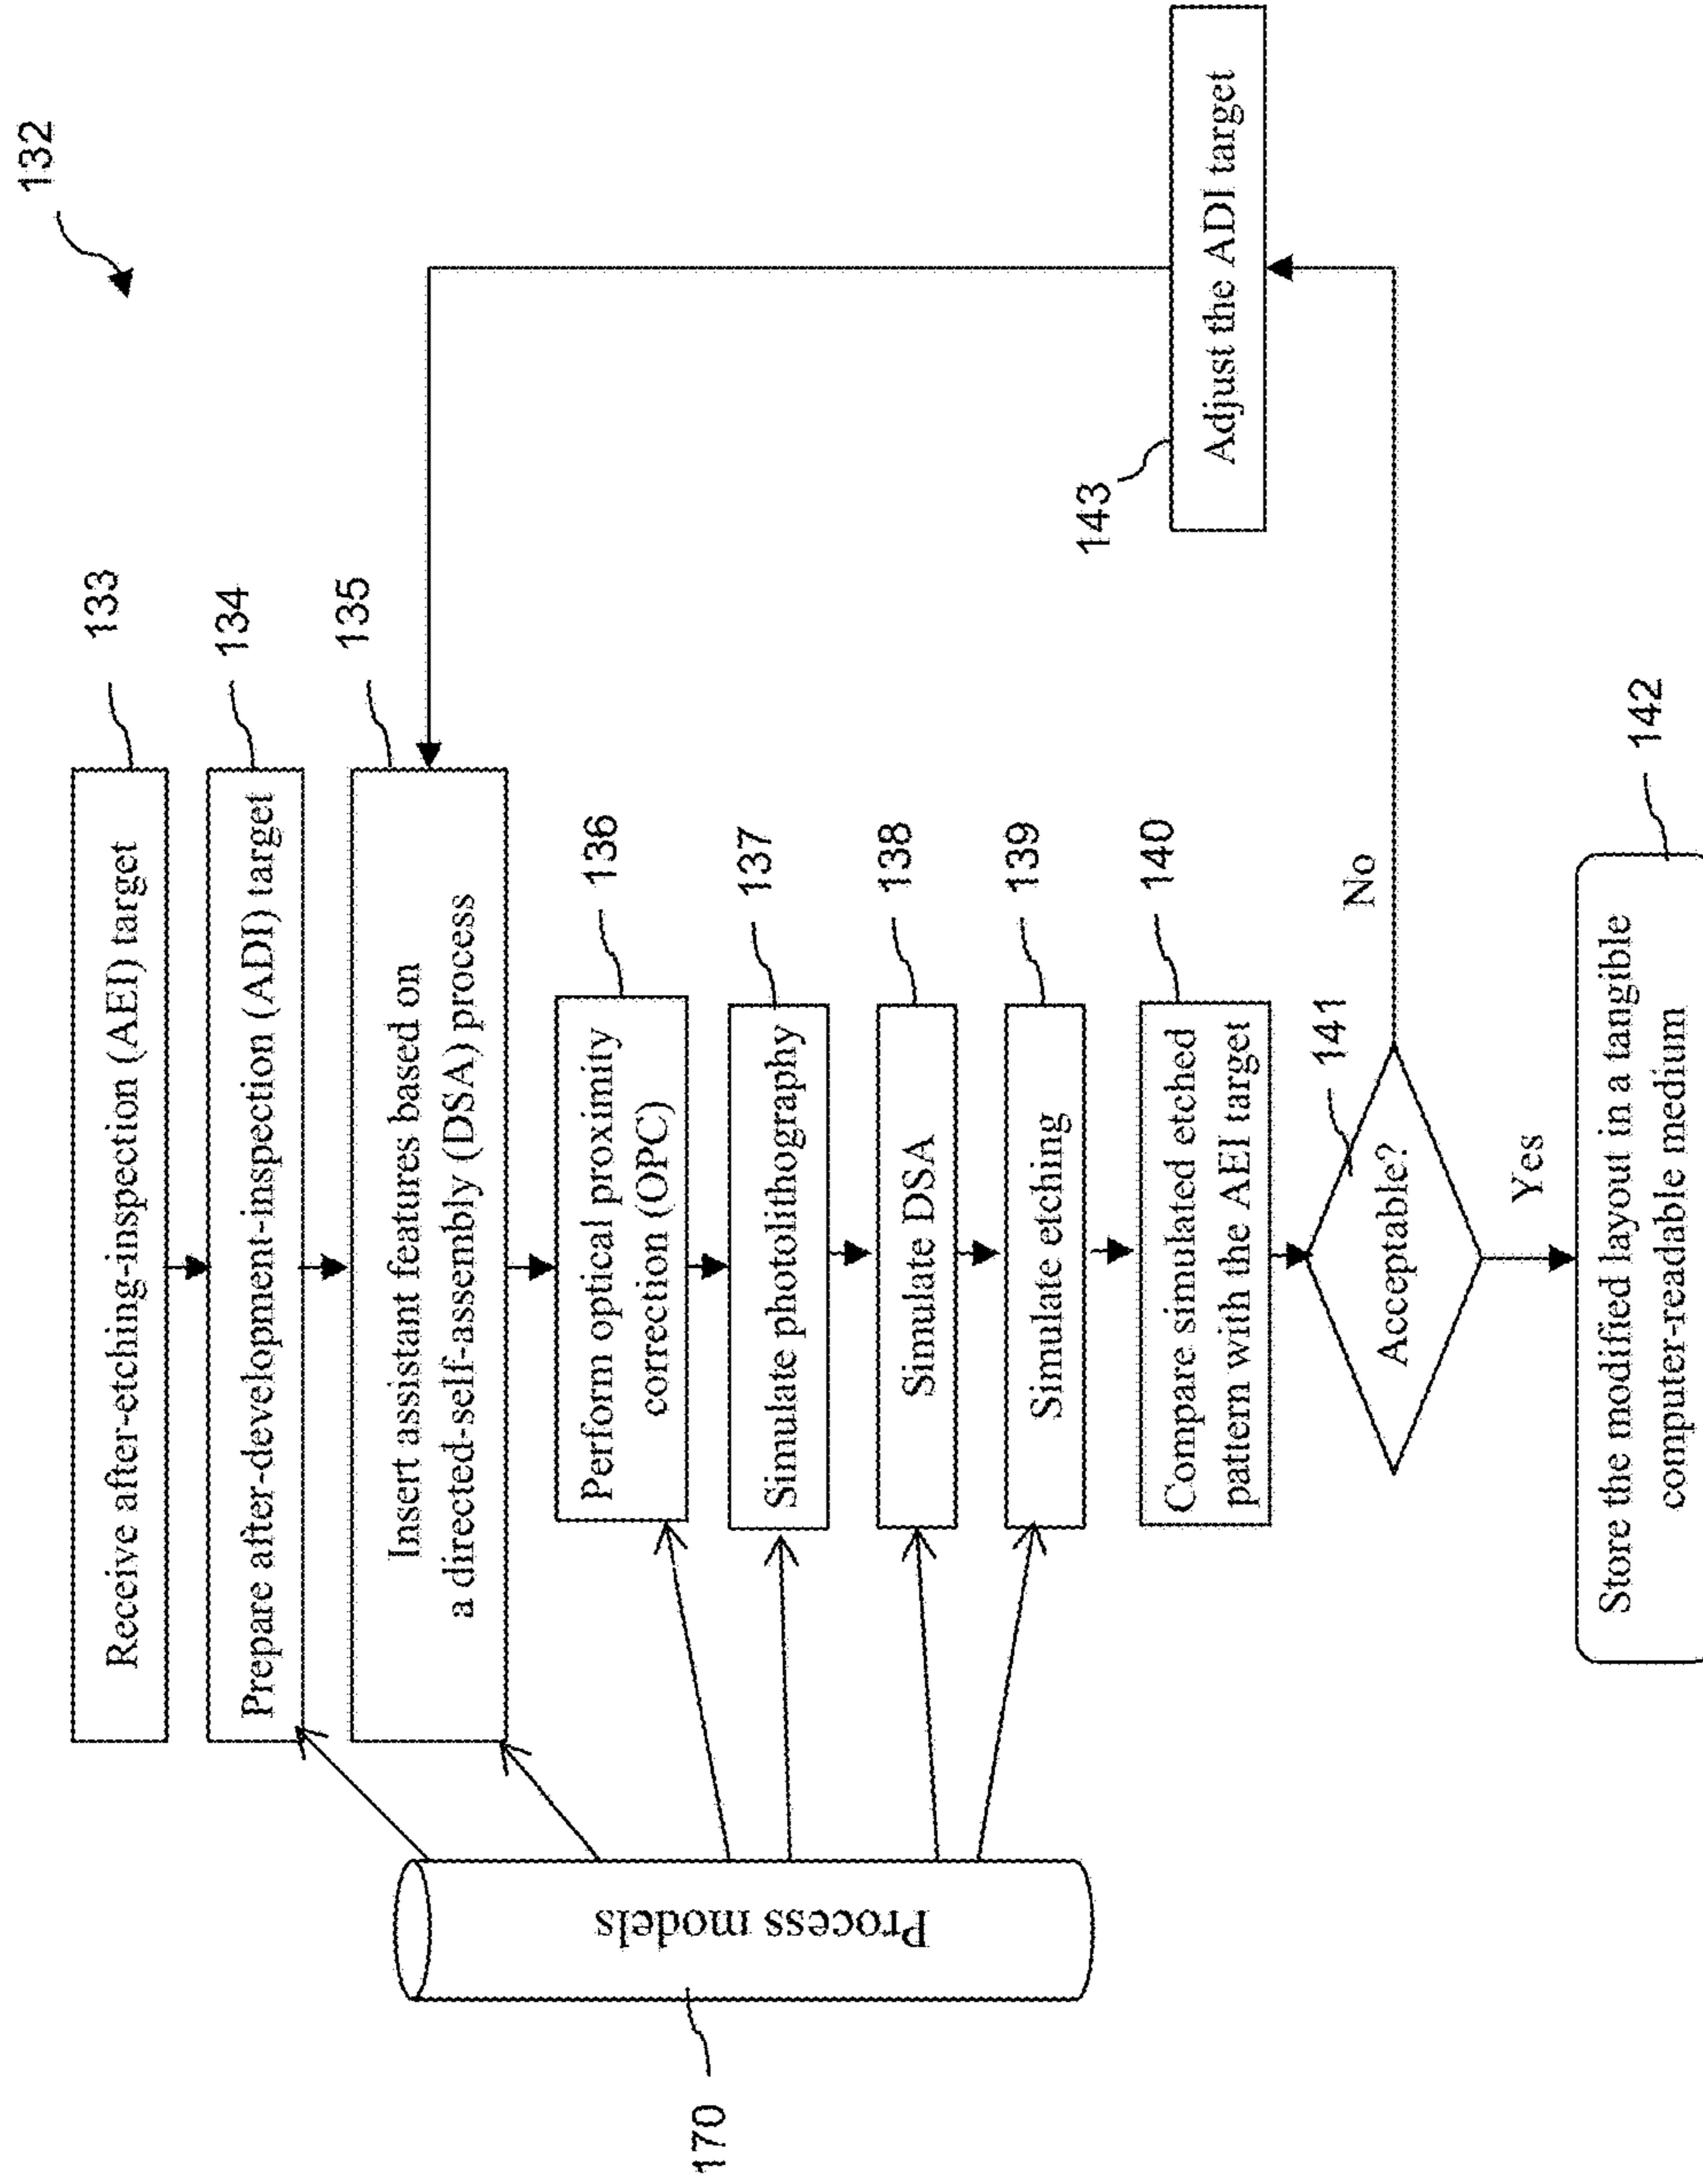 132
Receive after-etching-inspection (AEI) target
133
Prepare after-development-inspection (ADI) target
134
Insert assistant features based on
a directed-self-assembly (DSA) process
135
Perform optical proximity
correction (OPC)
136
Simulate photolithography
137
Simulate DSA
138
Simulate etching
139
Compare simulated etched
pattern with the AEI target
140
Acceptable?
141
No
Yes
Adjust the ADI target
143
Store the modified layout in a tangible
computer-readable medium
142
Process models
170